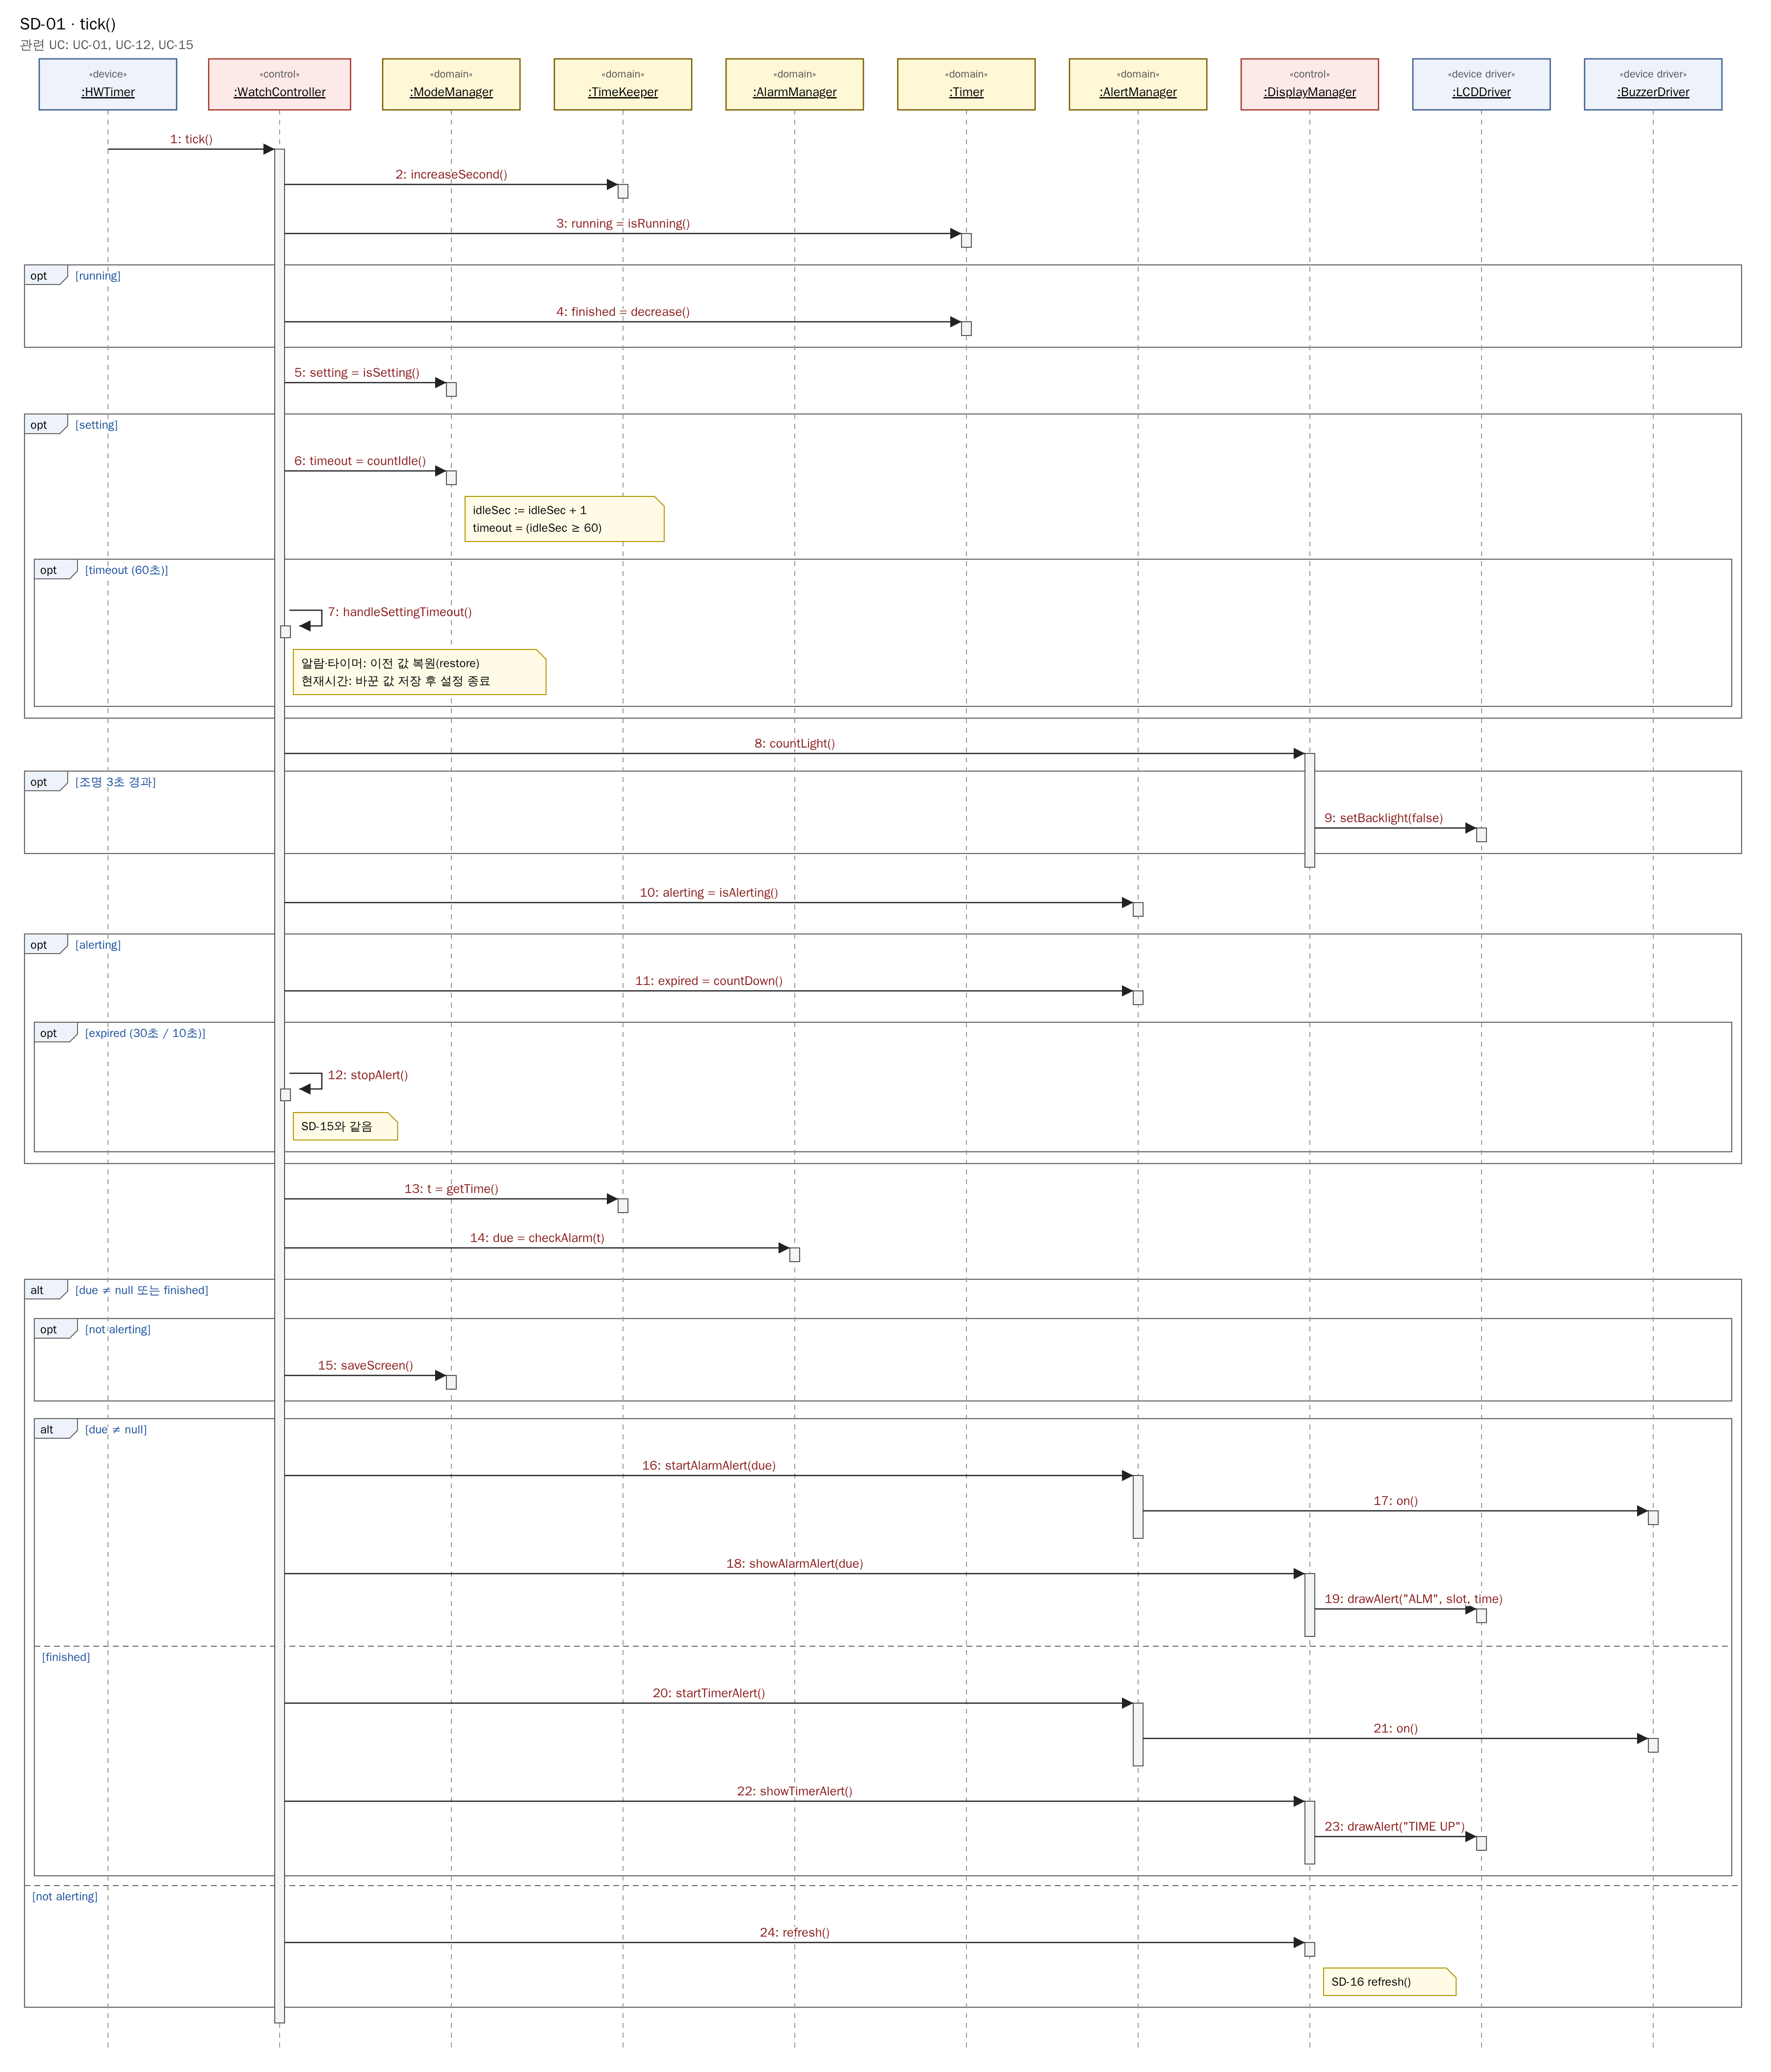 SD-01 · tick()
관련 UC: UC-01, UC-12, UC-15
«device»
:HWTimer
«control»
:WatchController
«domain»
:ModeManager
«domain»
:TimeKeeper
«domain»
:AlarmManager
«domain»
:Timer
«domain»
:AlertManager
«control»
:DisplayManager
«device driver»
:LCDDriver
«device driver»
:BuzzerDriver
1: tick()
2: increaseSecond()
3: running = isRunning()
opt [running]
4: finished = decrease()
5: setting = isSetting()
opt [setting]
6: timeout = countIdle()
idleSec := idleSec + 1
timeout = (idleSec ≥ 60)
opt [timeout (60초)]
7: handleSettingTimeout()
알람·타이머: 이전 값 복원(restore)
현재시간: 바꾼 값 저장 후 설정 종료
8: countLight()
opt [조명 3초 경과]
9: setBacklight(false)
10: alerting = isAlerting()
opt [alerting]
11: expired = countDown()
opt [expired (30초 / 10초)]
12: stopAlert()
SD-15와 같음
13: t = getTime()
14: due = checkAlarm(t)
alt [due ≠ null 또는 finished]
opt [not alerting]
15: saveScreen()
alt [due ≠ null]
16: startAlarmAlert(due)
17: on()
18: showAlarmAlert(due)
19: drawAlert("ALM", slot, time)
[finished]
20: startTimerAlert()
21: on()
22: showTimerAlert()
23: drawAlert("TIME UP")
[not alerting]
24: refresh()
SD-16 refresh()